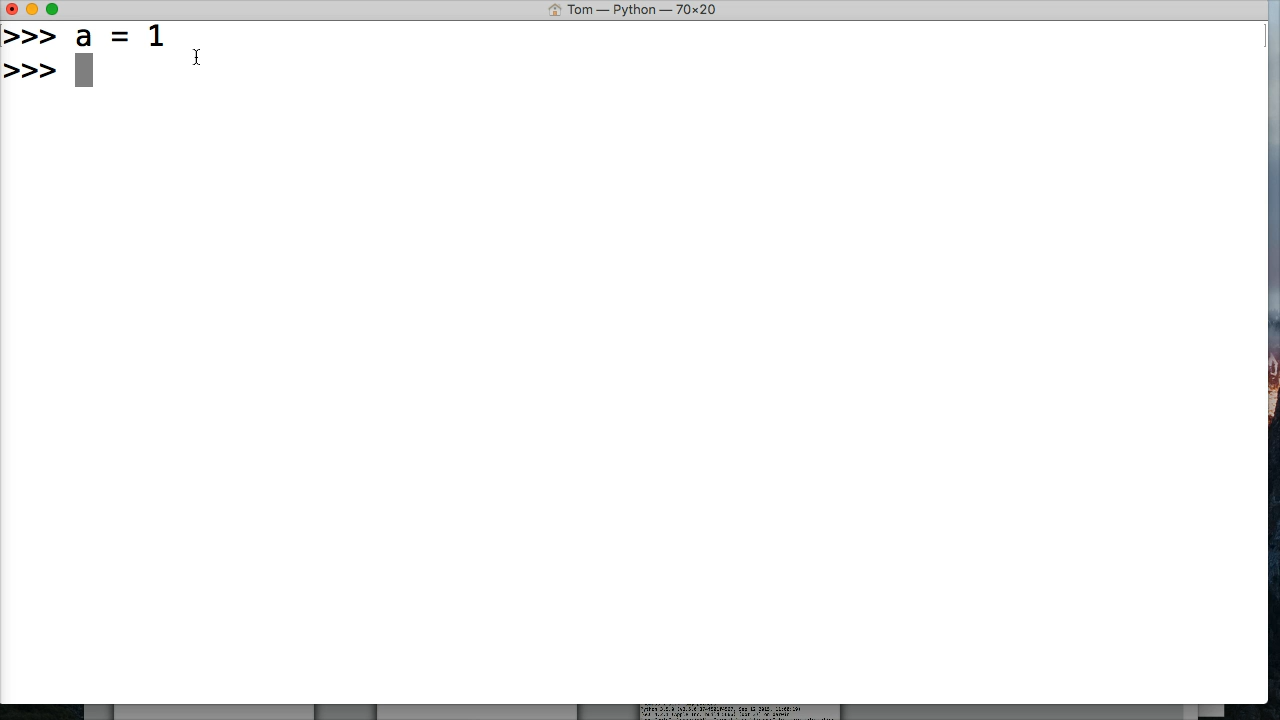 Tom — Python — 70×20
>>> a = 1
>>>